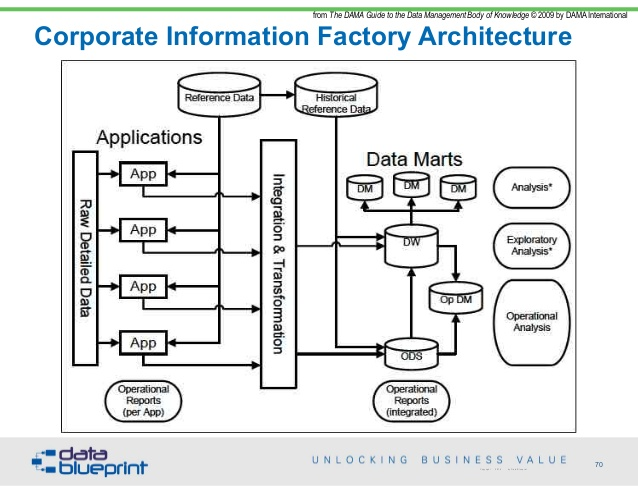 from The DAMA Guide to the Data Management Body of Knowledge © 2009 by DAMA International
Corporate Information Factory Architecture
Reference Data
Historical
Reference Data
Applications
Data Marts
Raw Detailed Data
App
App
App
App
Integration & Transformation
DM
DM
DM
DW
Op DM
ODS
Analysis*
Exploratory
Analysis*
Operational
Analysis
Operational
Reports
(per App)
Operational
Reports
(integrated)
data
blueprint
UNLOCKING BUSINESS VALUE
70